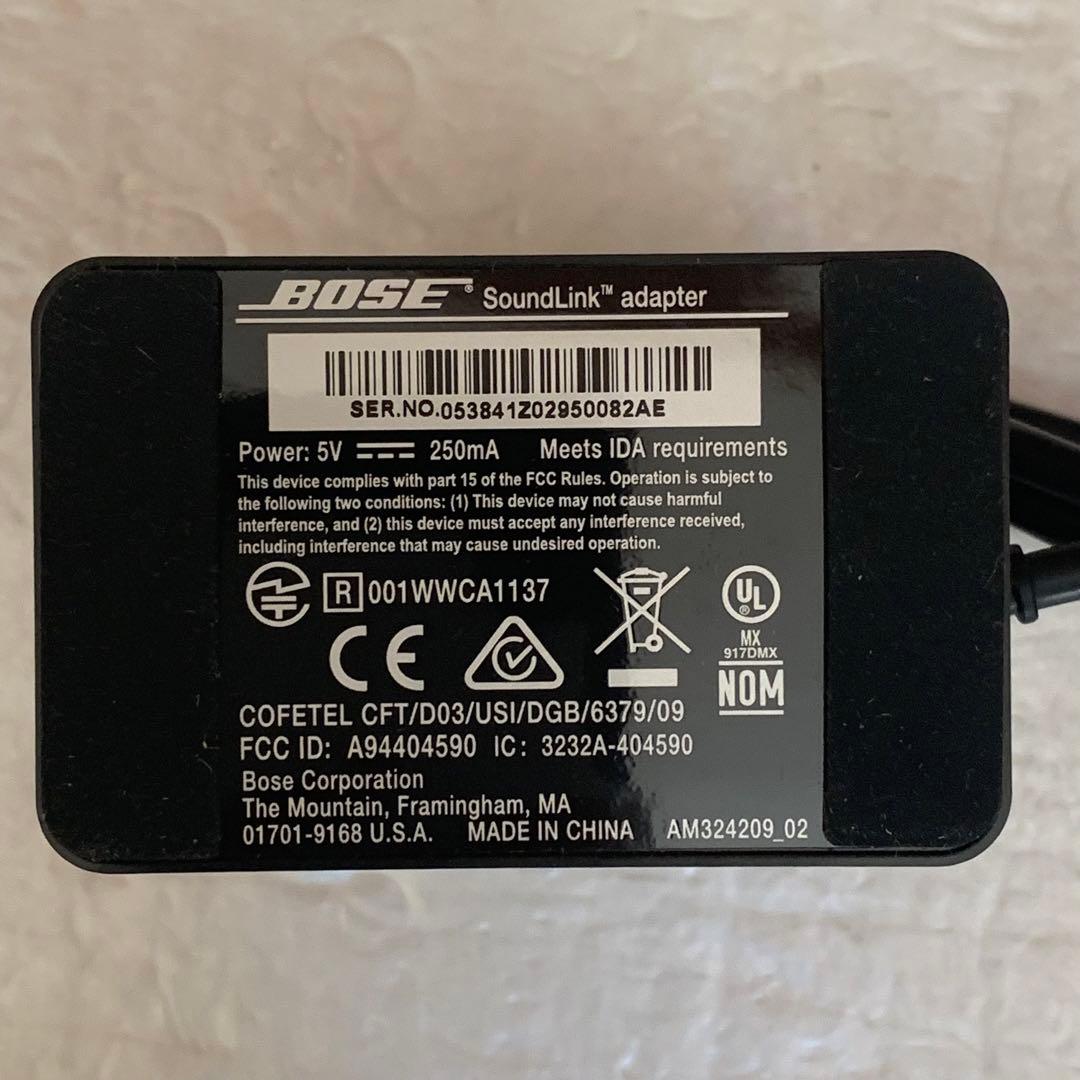 BOSE® SoundLink™ adapter
SER.NO.053841Z02950082AE
Power: 5V ⎓ 250mA Meets IDA requirements
This device complies with part 15 of the FCC Rules. Operation is subject to
the following two conditions: (1) This device may not cause harmful
interference, and (2) this device must accept any interference received,
including interference that may cause undesired operation.
R 001WWCA1137
UL®
MX
917DMX
CE
NOM
COFETEL CFT/D03/USI/DGB/6379/09
FCC ID: A94404590 IC: 3232A-404590
Bose Corporation
The Mountain, Framingham, MA
01701-9168 U.S.A. MADE IN CHINA AM324209_02